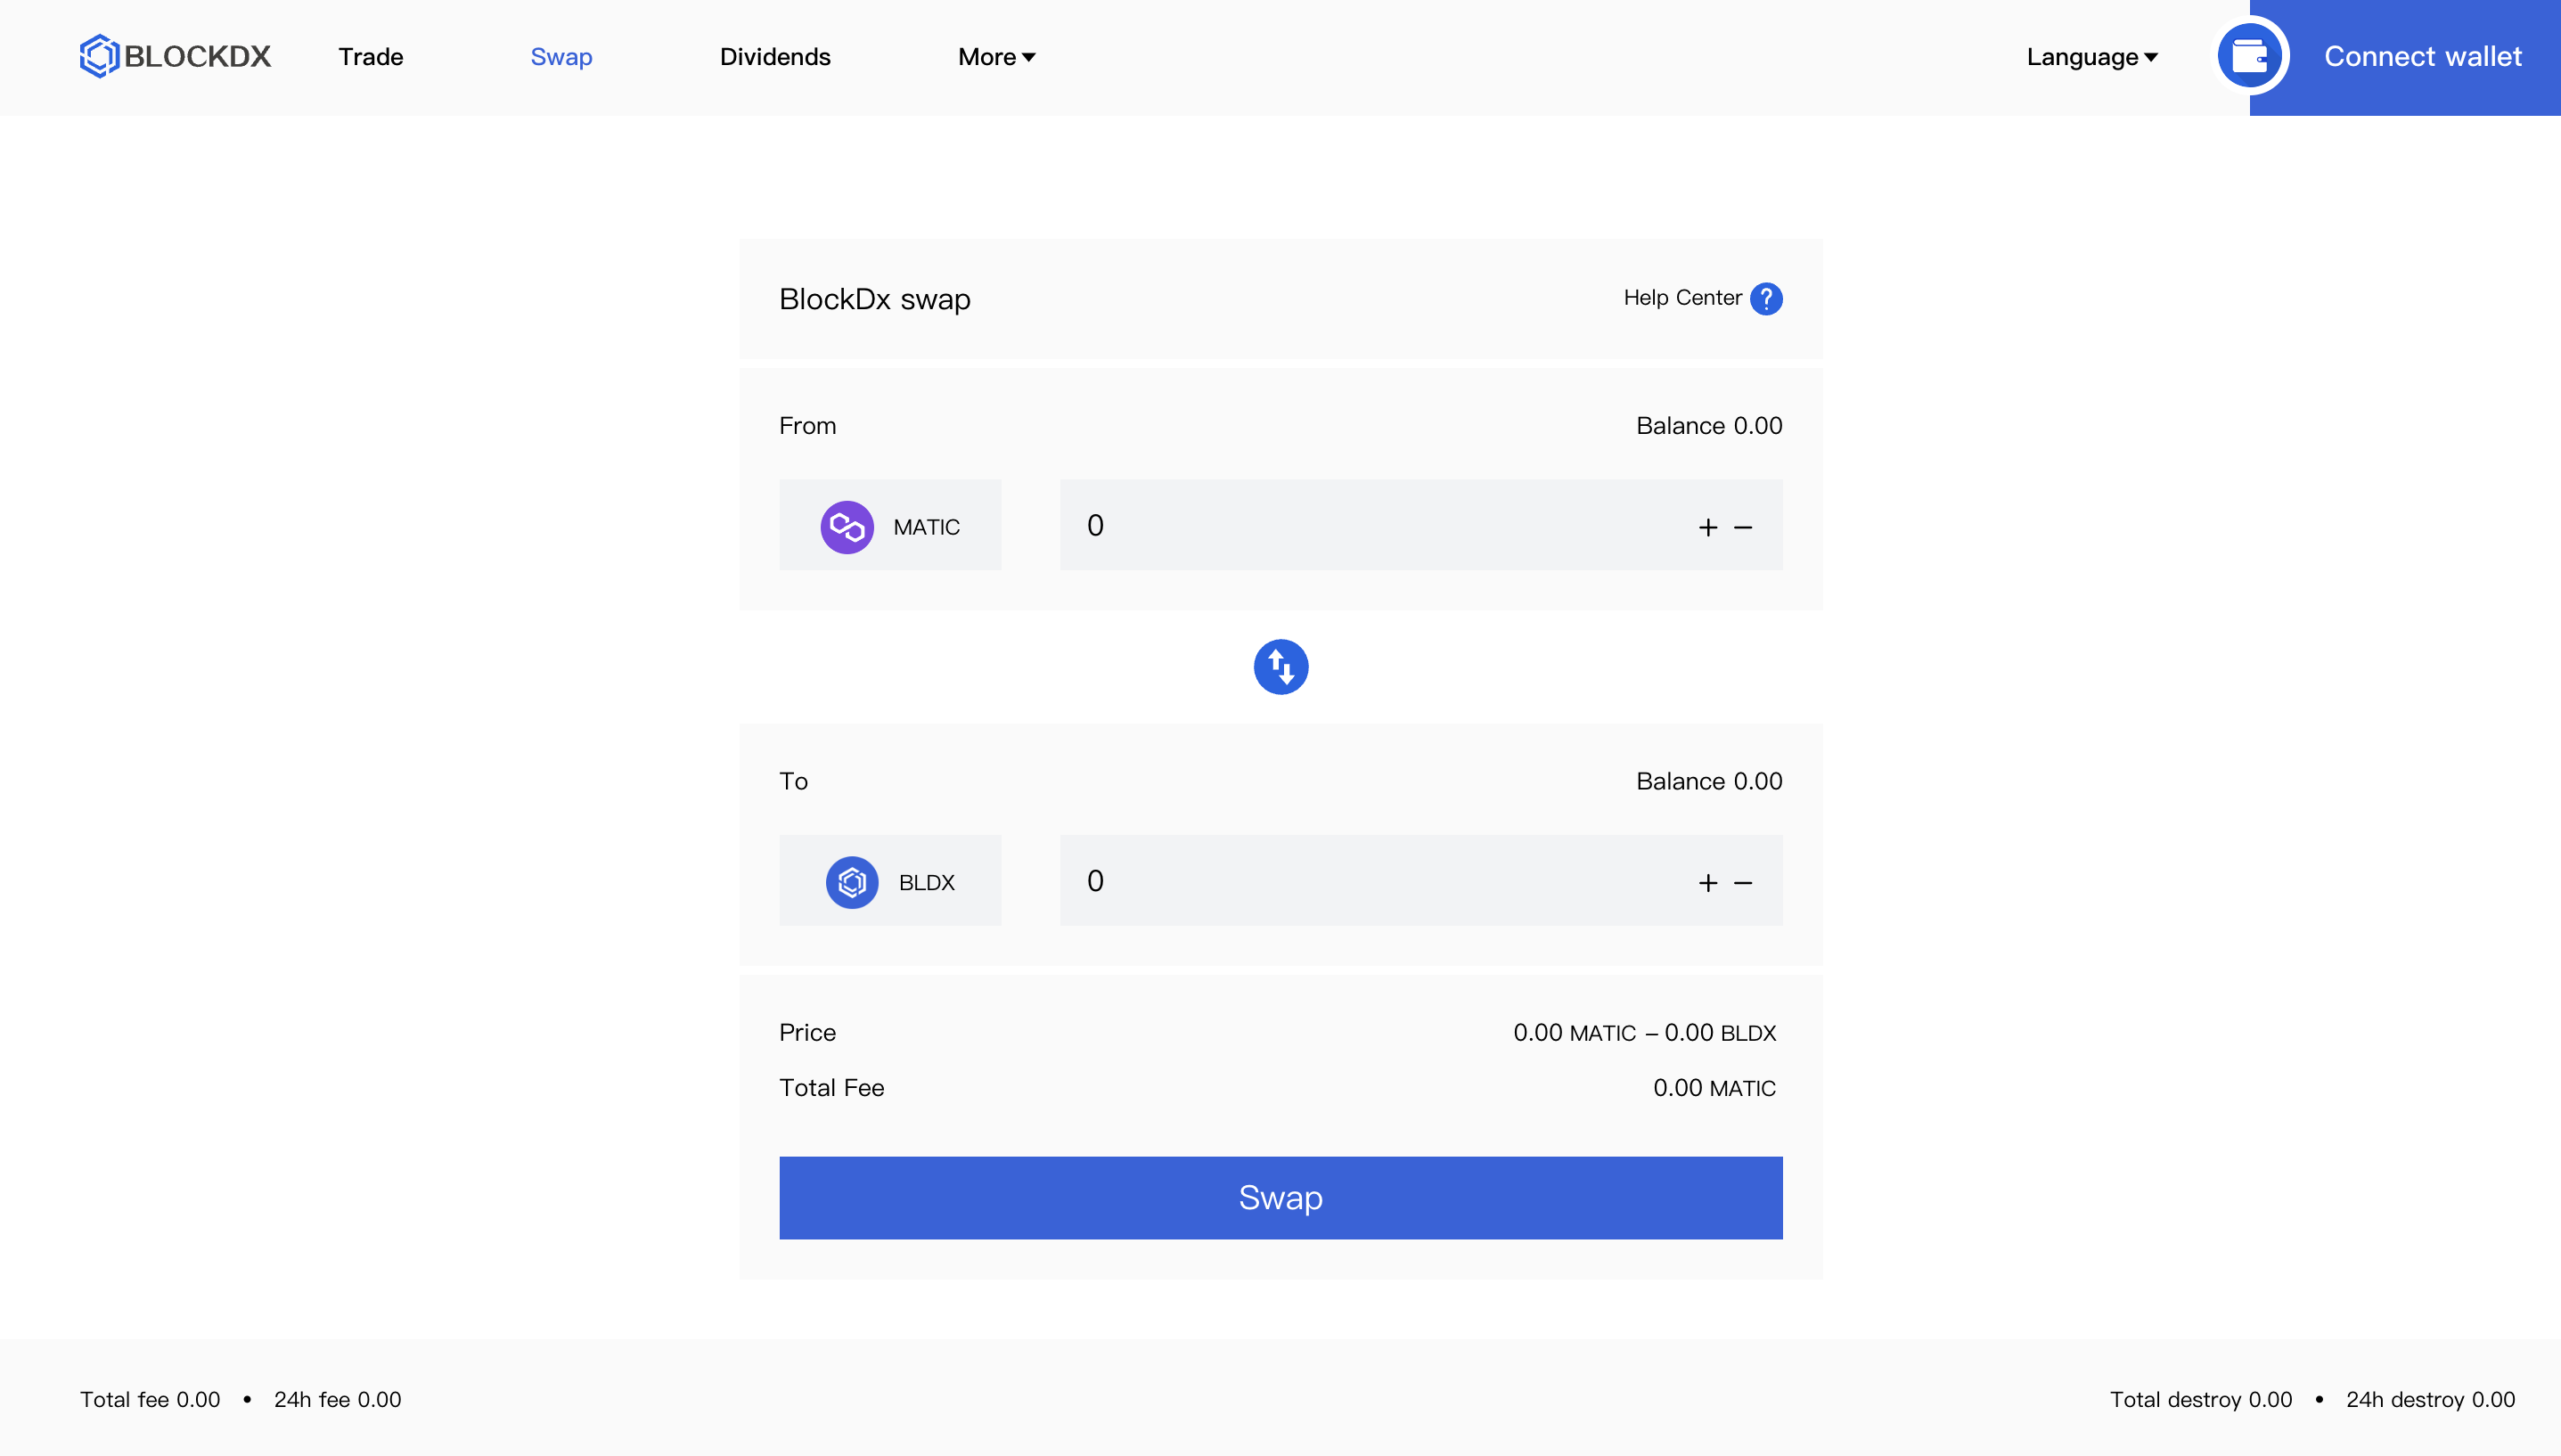 BLOCKDX Trade Swap Dividends More Language Connect wallet
BlockDx swap Help Center ?
From Balance 0.00
MATIC 0 + −
To Balance 0.00
BLDX 0 + −
Price 0.00 MATIC – 0.00 BLDX
Total Fee 0.00 MATIC
Swap
Total fee 0.00 • 24h fee 0.00 Total destroy 0.00 • 24h destroy 0.00